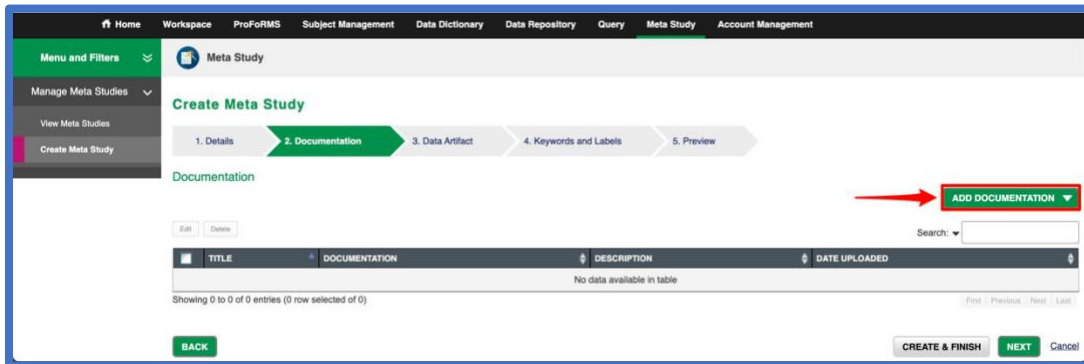 Home Workspace ProFoRMS Subject Management Data Dictionary Data Repository Query Meta Study Account Management
Menu and Filters
Meta Study
Manage Meta Studies
View Meta Studies
Create Meta Study
Create Meta Study
1. Details 2. Documentation 3. Data Artifact 4. Keywords and Labels 5. Preview
Documentation
ADD DOCUMENTATION
Edit Delete
Search:
TITLE DOCUMENTATION DESCRIPTION DATE UPLOADED
No data available in table
Showing 0 to 0 of 0 entries (0 row selected of 0)
First Previous Next Last
BACK
CREATE & FINISH NEXT Cancel